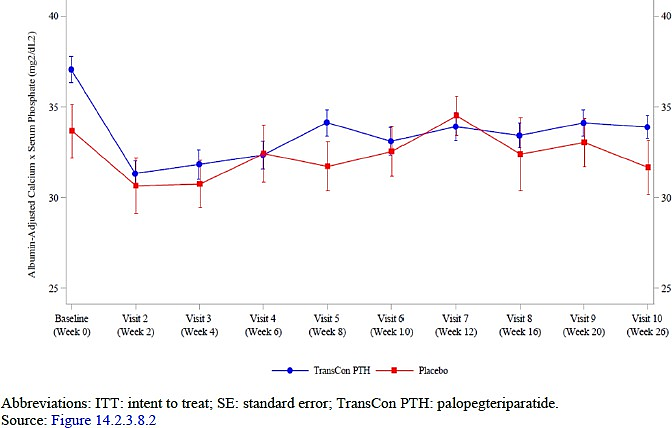 Albumin-Adjusted Calcium x Serum Phosphate (mg2/dL2)
40 40
35 35
30 30
25 25
Baseline Visit 2 Visit 3 Visit 4 Visit 5 Visit 6 Visit 7 Visit 8 Visit 9 Visit 10
(Week 0) (Week 2) (Week 4) (Week 6) (Week 8) (Week 10) (Week 12) (Week 16) (Week 20) (Week 26)
TransCon PTH Placebo
Abbreviations: ITT: intent to treat; SE: standard error; TransCon PTH: palopegteriparatide.
Source: Figure 14.2.3.8.2